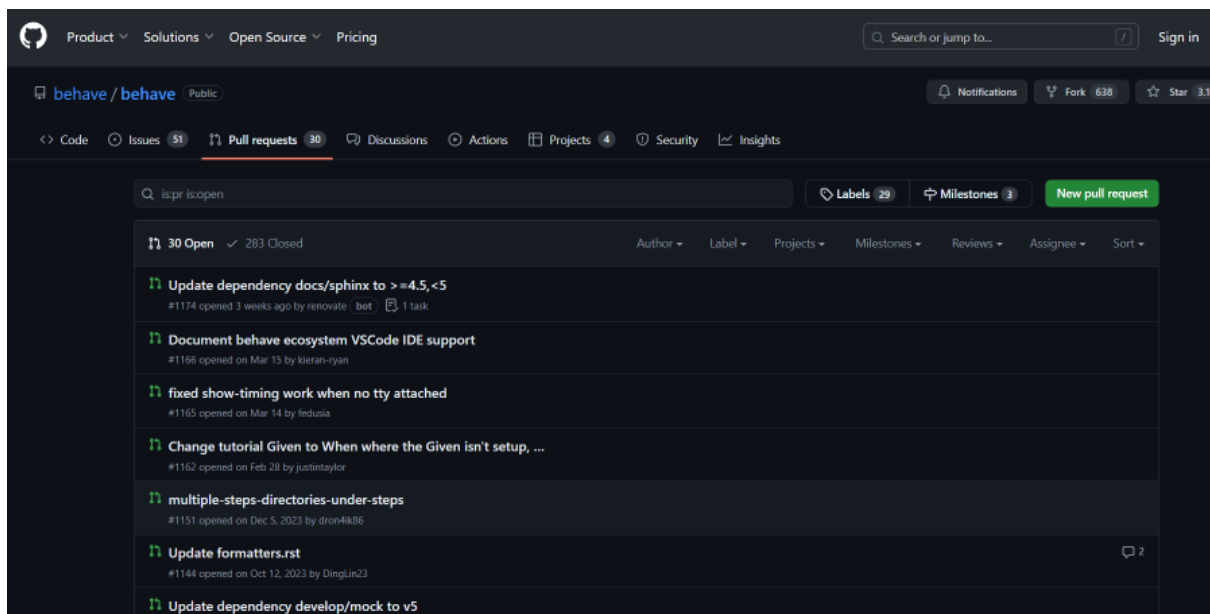 Product Solutions Open Source Pricing Search or jump to... / Sign in
behave / behave Public Notifications Fork 638 Star 3.1
Code Issues 51 Pull requests 30 Discussions Actions Projects 4 Security Insights
is:pr is:open Labels 29 Milestones 3 New pull request
30 Open 283 Closed Author Label Projects Milestones Reviews Assignee Sort
Update dependency docs/sphinx to >=4.5,<5
#1174 opened 3 weeks ago by renovate bot 1 task
Document behave ecosystem VSCode IDE support
#1166 opened on Mar 15 by kieran-ryan
fixed show-timing work when no tty attached
#1165 opened on Mar 14 by fedusia
Change tutorial Given to When where the Given isn't setup, ...
#1162 opened on Feb 28 by justintaylor
multiple-steps-directories-under-steps
#1151 opened on Dec 5, 2023 by dron4ik86
Update formatters.rst 2
#1144 opened on Oct 12, 2023 by DingLin23
Update dependency develop/mock to v5